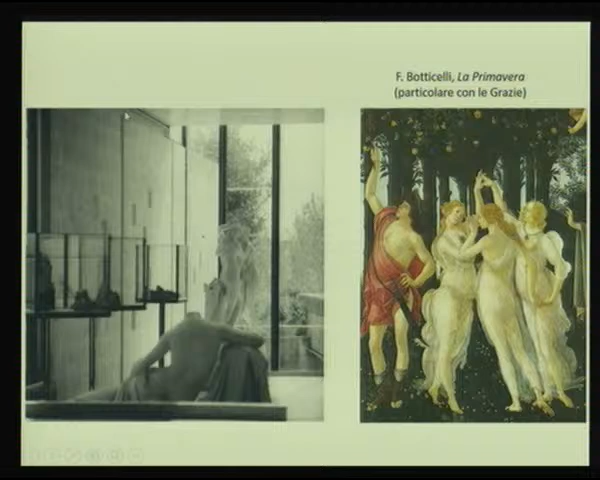 F. Botticelli, La Primavera
(particolare con le Grazie)